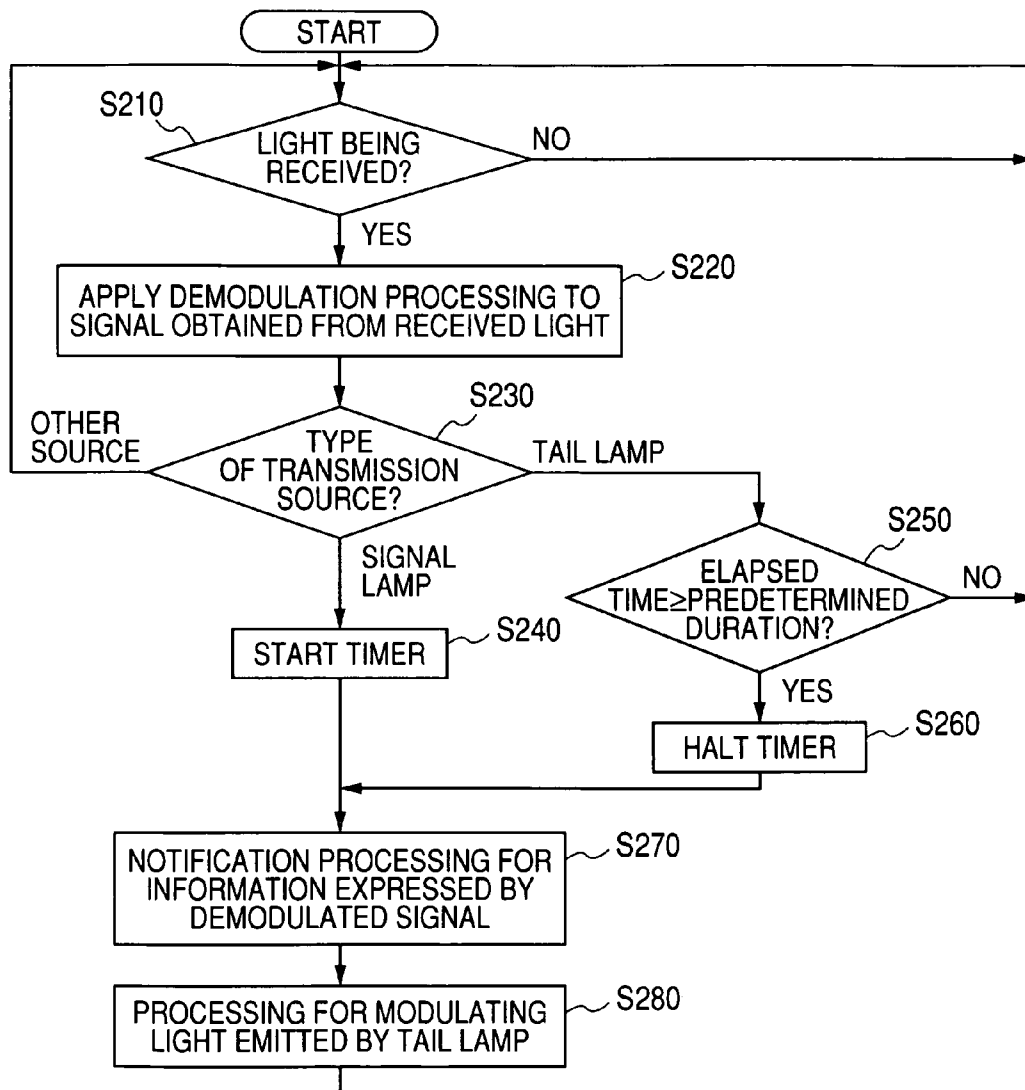 START
S210
LIGHT BEING
RECEIVED?
NO
YES
S220
APPLY DEMODULATION PROCESSING TO
SIGNAL OBTAINED FROM RECEIVED LIGHT
S230
OTHER
SOURCE
TYPE
OF TRANSMISSION
SOURCE?
TAIL LAMP
SIGNAL
LAMP
S250
ELAPSED
TIME≥PREDETERMINED
DURATION?
NO
S240
START TIMER
YES
S260
HALT TIMER
S270
NOTIFICATION PROCESSING FOR
INFORMATION EXPRESSED BY
DEMODULATED SIGNAL
S280
PROCESSING FOR MODULATING
LIGHT EMITTED BY TAIL LAMP